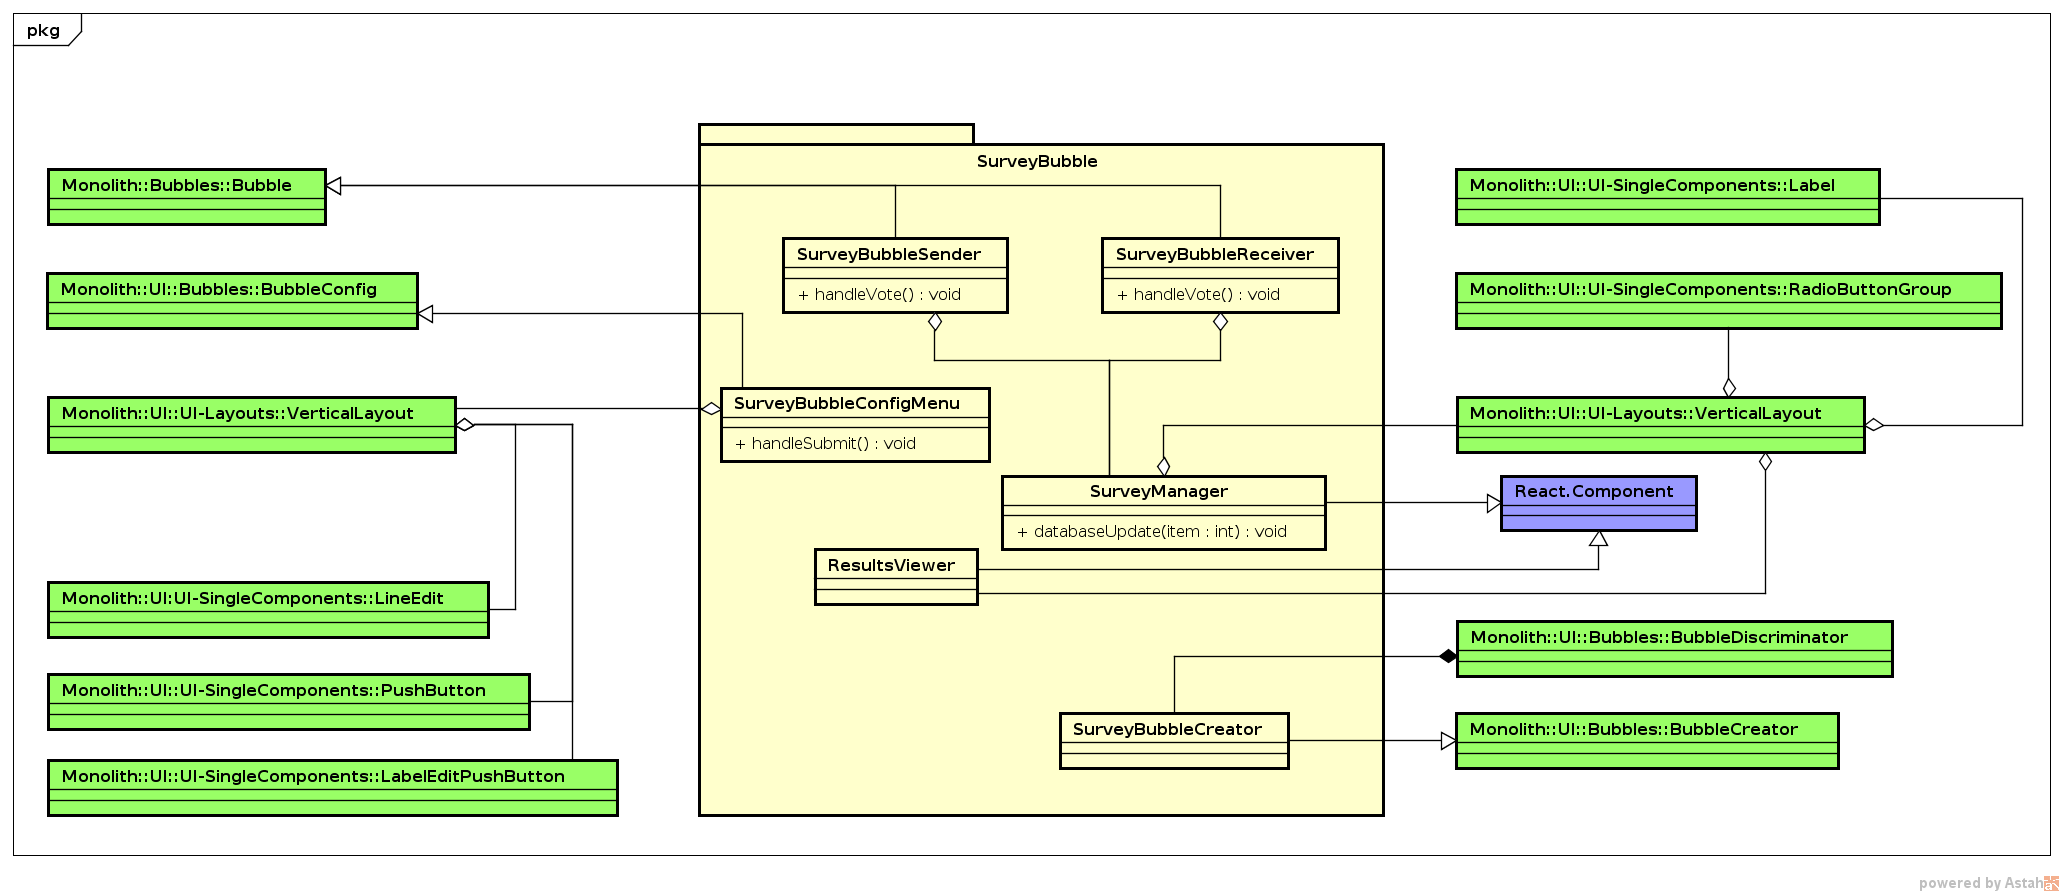 pkg
SurveyBubble
Monolith::Bubbles::Bubble
Monolith::UI::UI-SingleComponents::Label
SurveyBubbleSender
+ handleVote() : void
SurveyBubbleReceiver
+ handleVote() : void
Monolith::UI::Bubbles::BubbleConfig
Monolith::UI::UI-SingleComponents::RadioButtonGroup
Monolith::UI::UI-Layouts::VerticalLayout
SurveyBubbleConfigMenu
+ handleSubmit() : void
Monolith::UI::UI-Layouts::VerticalLayout
SurveyManager
+ databaseUpdate(item : int) : void
React.Component
ResultsViewer
Monolith::UI:UI-SingleComponents::LineEdit
Monolith::UI::Bubbles::BubbleDiscriminator
Monolith::UI::UI-SingleComponents::PushButton
SurveyBubbleCreator
Monolith::UI::Bubbles::BubbleCreator
Monolith::UI::UI-SingleComponents::LabelEditPushButton
powered by Astah